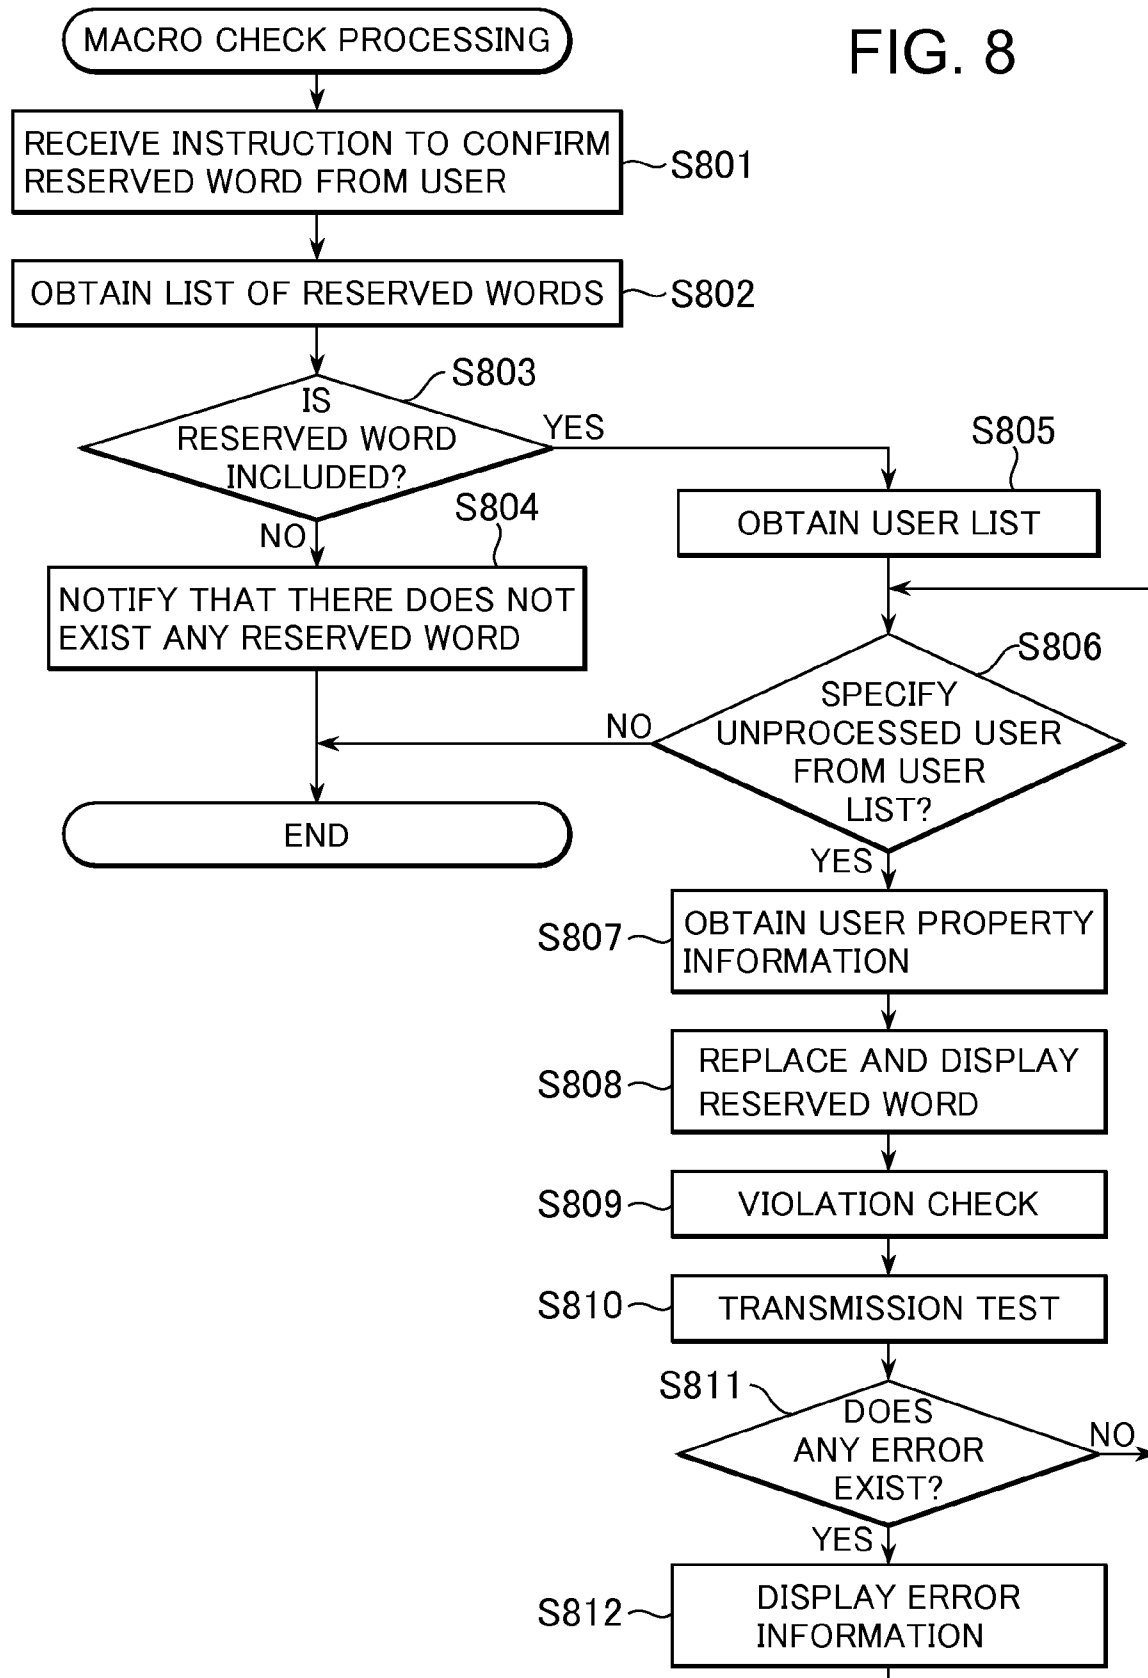 FIG. 8
MACRO CHECK PROCESSING
RECEIVE INSTRUCTION TO CONFIRM
RESERVED WORD FROM USER
S801
OBTAIN LIST OF RESERVED WORDS
S802
S803
IS
RESERVED WORD
INCLUDED?
YES
NO
S804
NOTIFY THAT THERE DOES NOT
EXIST ANY RESERVED WORD
END
S805
OBTAIN USER LIST
S806
SPECIFY
UNPROCESSED USER
FROM USER
LIST?
NO
YES
S807
OBTAIN USER PROPERTY
INFORMATION
S808
REPLACE AND DISPLAY
RESERVED WORD
S809
VIOLATION CHECK
S810
TRANSMISSION TEST
S811
DOES
ANY ERROR
EXIST?
NO
YES
S812
DISPLAY ERROR
INFORMATION